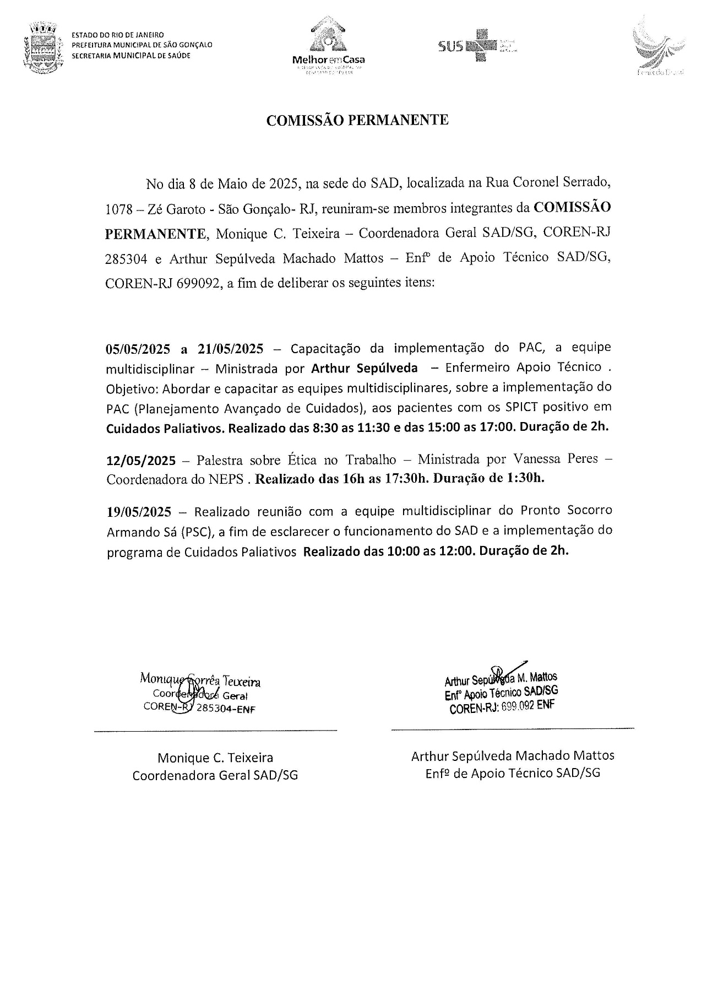 ESTADO DO RIO DE JANEIRO
PREFEITURA MUNICIPAL DE SÃO GONÇALO
SECRETARIA MUNICIPAL DE SAÚDE
Melhor em Casa
SUS
Fenix do Brasil
COMISSÃO PERMANENTE
No dia 8 de Maio de 2025, na sede do SAD, localizada na Rua Coronel Serrado,
1078 – Zé Garoto - São Gonçalo- RJ, reuniram-se membros integrantes da COMISSÃO
PERMANENTE, Monique C. Teixeira – Coordenadora Geral SAD/SG, COREN-RJ
285304 e Arthur Sepúlveda Machado Mattos – Enfº de Apoio Técnico SAD/SG,
COREN-RJ 699092, a fim de deliberar os seguintes itens:
05/05/2025 a 21/05/2025 – Capacitação da implementação do PAC, a equipe
multidisciplinar – Ministrada por Arthur Sepúlveda – Enfermeiro Apoio Técnico .
Objetivo: Abordar e capacitar as equipes multidisciplinares, sobre a implementação do
PAC (Planejamento Avançado de Cuidados), aos pacientes com os SPICT positivo em
Cuidados Paliativos. Realizado das 8:30 as 11:30 e das 15:00 as 17:00. Duração de 2h.
12/05/2025 – Palestra sobre Ética no Trabalho – Ministrada por Vanessa Peres –
Coordenadora do NEPS . Realizado das 16h as 17:30h. Duração de 1:30h.
19/05/2025 – Realizado reunião com a equipe multidisciplinar do Pronto Socorro
Armando Sá (PSC), a fim de esclarecer o funcionamento do SAD e a implementação do
programa de Cuidados Paliativos Realizado das 10:00 as 12:00. Duração de 2h.
Monique Corrêa Teixeira
Coordenadora Geral
COREN-RJ 285304-ENF
Arthur Sepúlveda M. Mattos
Enfº Apoio Técnico SAD/SG
COREN-RJ: 699.092 ENF
Monique C. Teixeira
Coordenadora Geral SAD/SG
Arthur Sepúlveda Machado Mattos
Enfº de Apoio Técnico SAD/SG